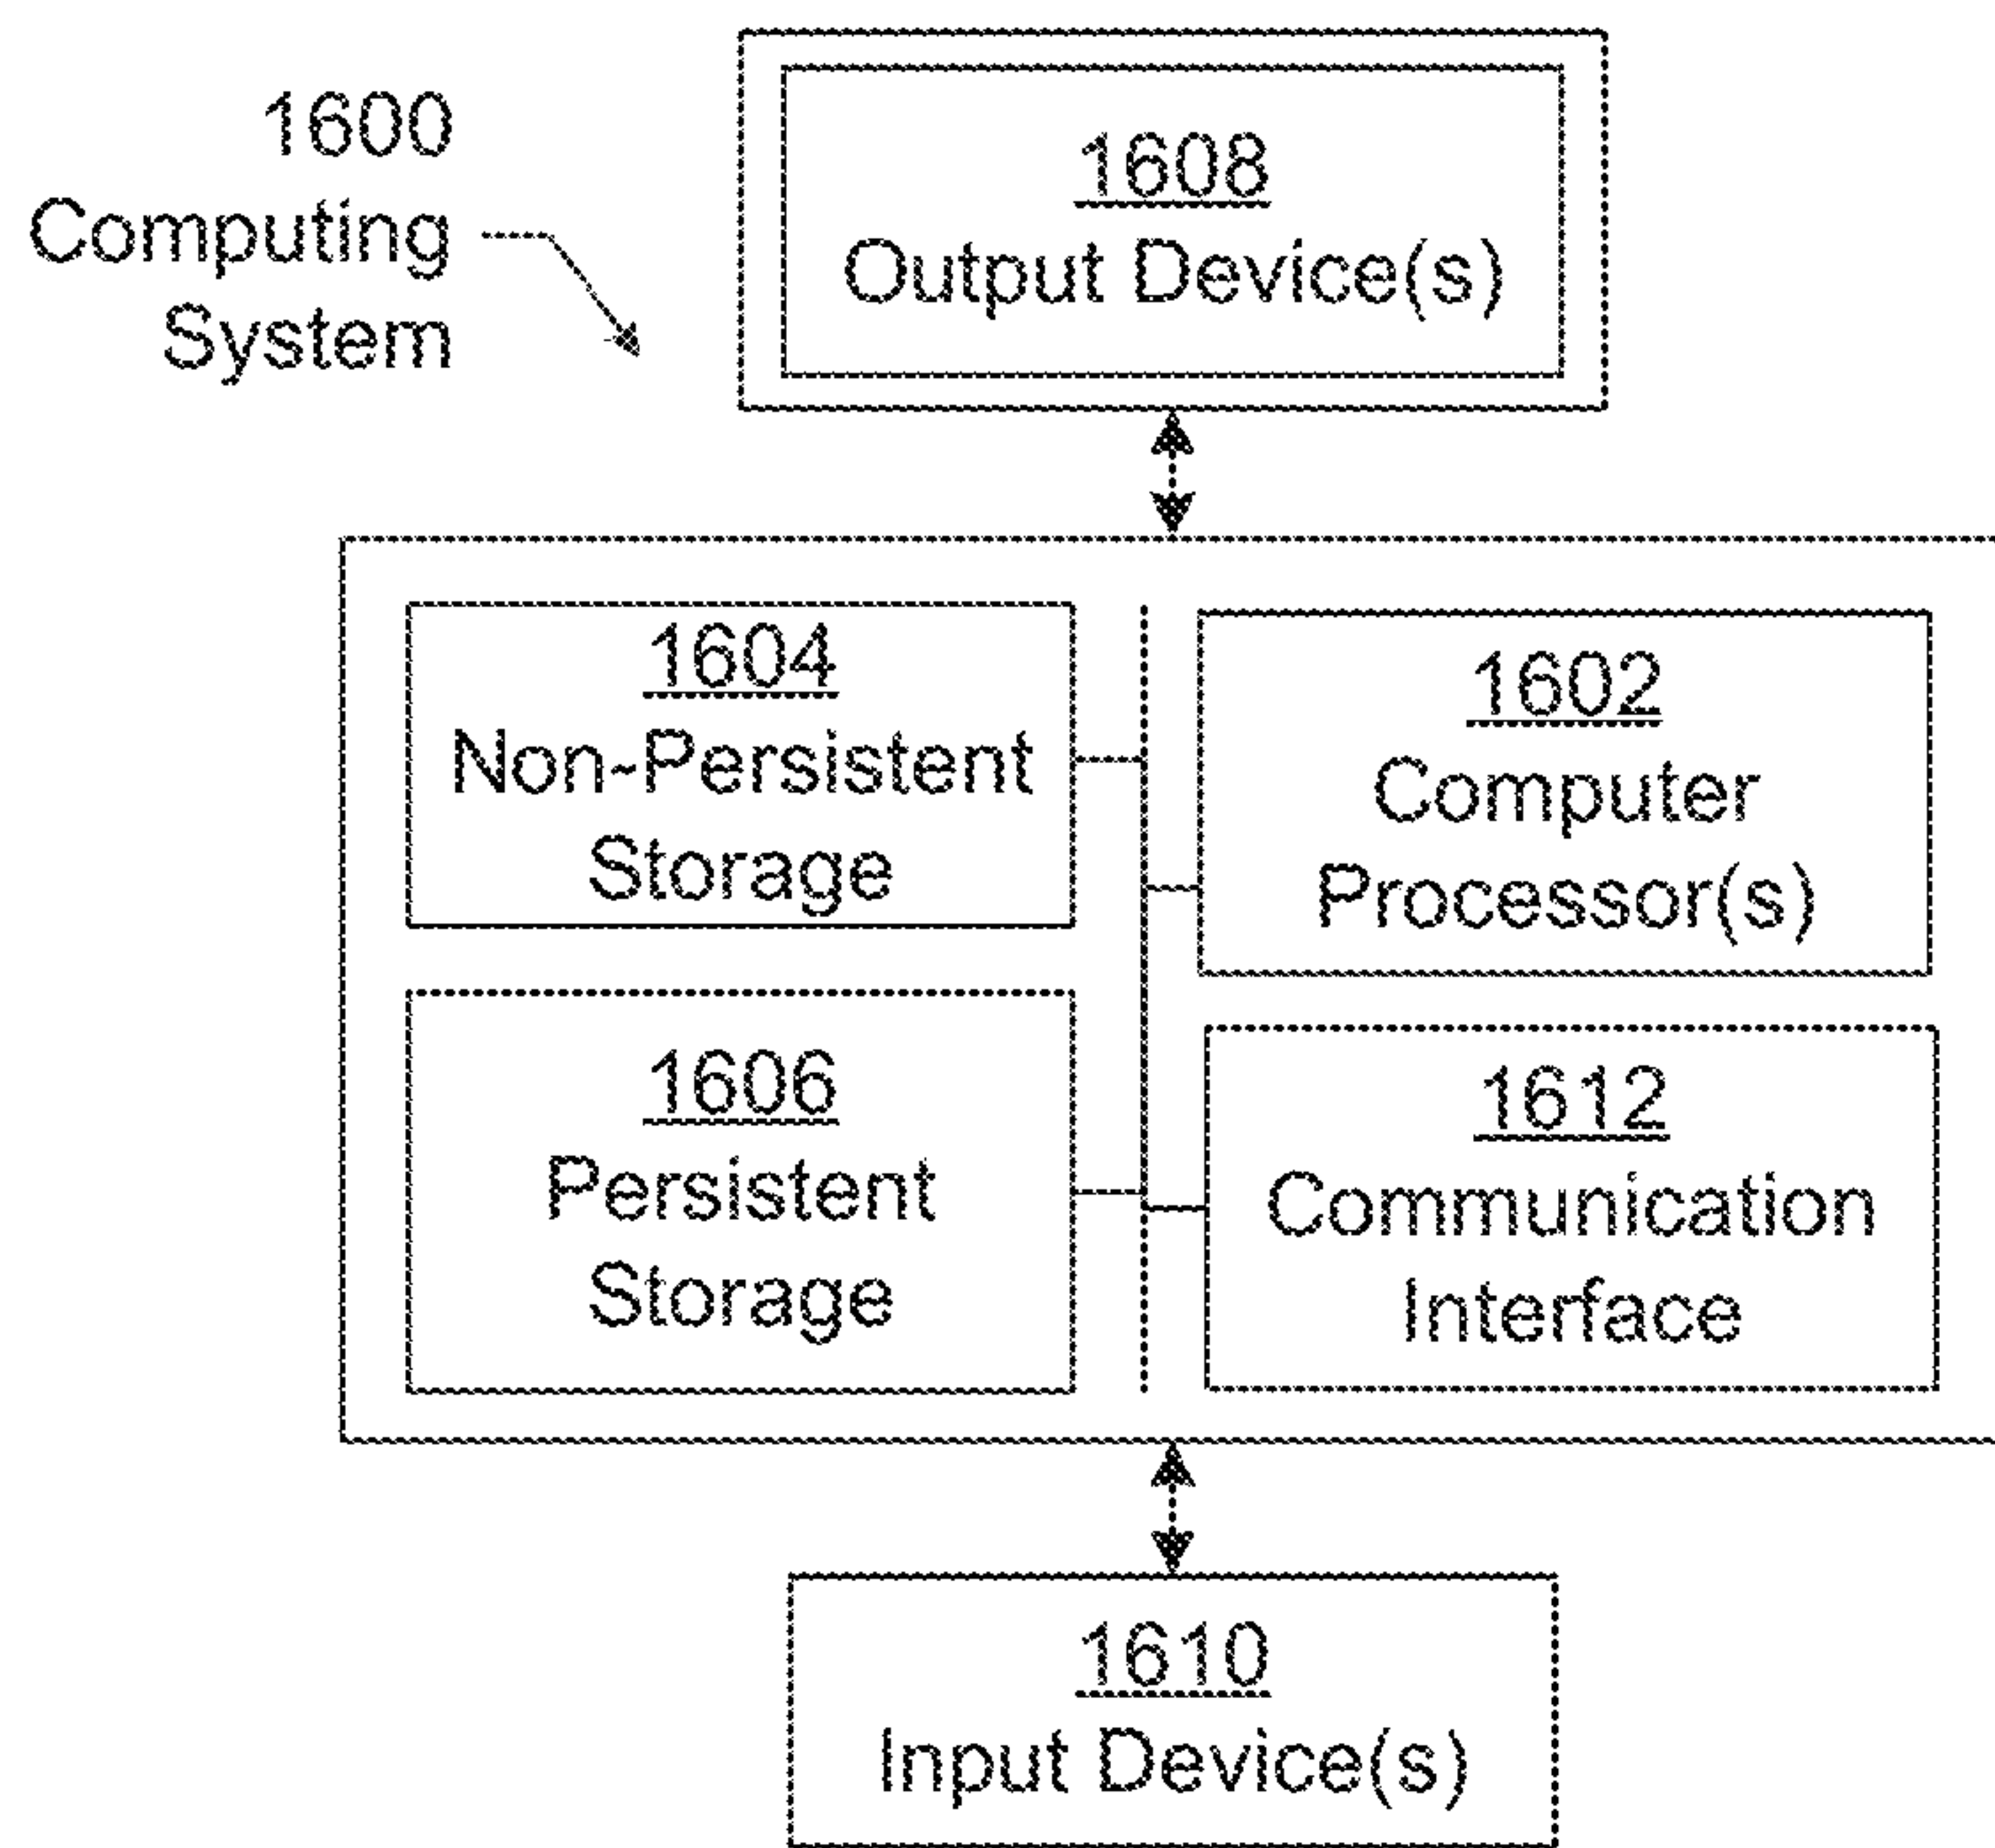 1600
Computing
System
1608
Output Device(s)
1604
Non-Persistent
Storage
1602
Computer
Processor(s)
1606
Persistent
Storage
1612
Communication
Interface
1610
Input Device(s)